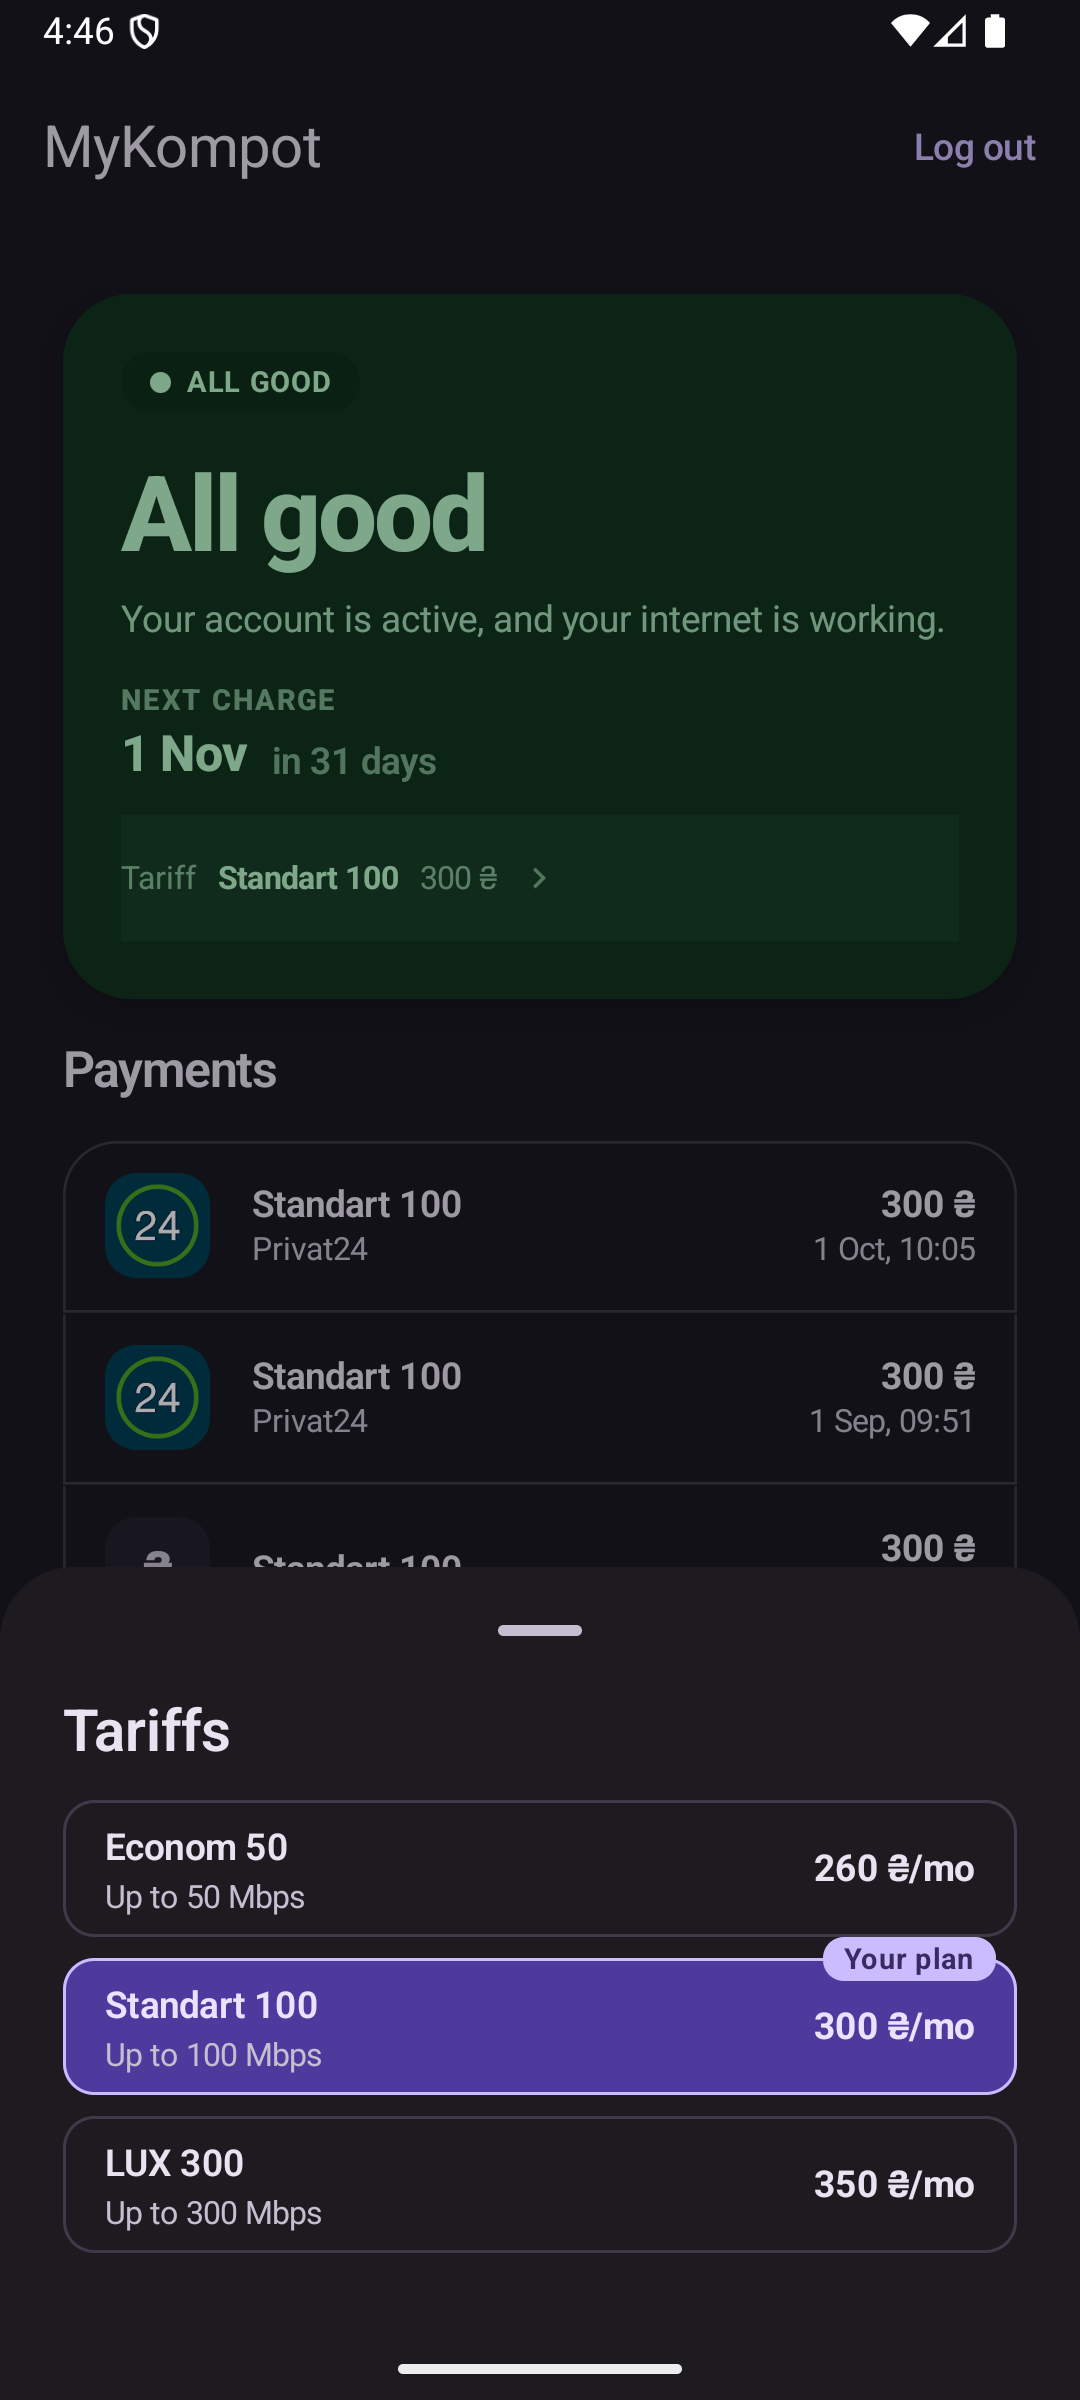 4:46
MyKompot
Log out
ALL GOOD
All good
Your account is active, and your internet is working.
NEXT CHARGE
1 Nov in 31 days
Tariff Standart 100 300 ₴
Payments
24
Standart 100
300 ₴
Privat24
1 Oct, 10:05
24
Standart 100
300 ₴
Privat24
1 Sep, 09:51
₴
Standart 100
300 ₴
Tariffs
Econom 50
Up to 50 Mbps
260 ₴/mo
Your plan
Standart 100
Up to 100 Mbps
300 ₴/mo
LUX 300
Up to 300 Mbps
350 ₴/mo